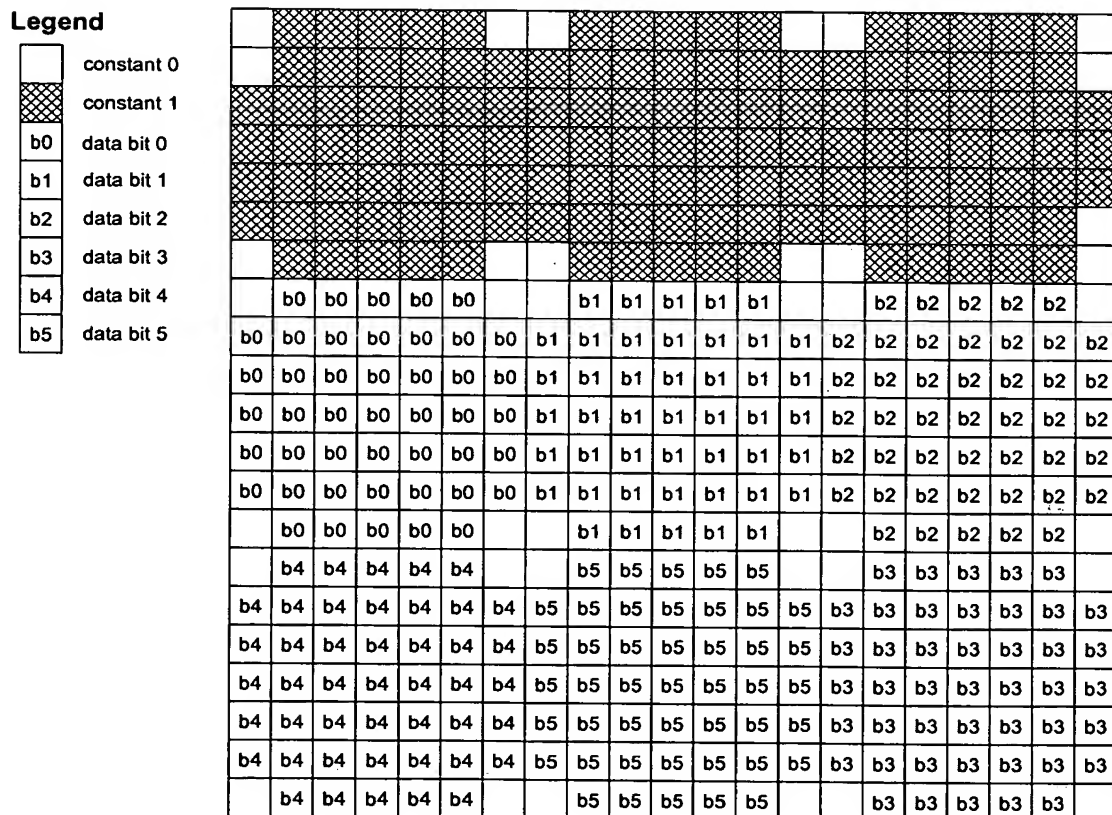 Legend
constant 0
constant 1
b0 data bit 0
b1 data bit 1
b2 data bit 2
b3 data bit 3
b4 data bit 4
b5 data bit 5
b0 b0 b0 b0 b0 b1 b1 b1 b1 b1 b2 b2 b2 b2 b2
b0 b0 b0 b0 b0 b0 b0 b1 b1 b1 b1 b1 b1 b1 b2 b2 b2 b2 b2 b2 b2
b0 b0 b0 b0 b0 b0 b0 b1 b1 b1 b1 b1 b1 b1 b2 b2 b2 b2 b2 b2 b2
b0 b0 b0 b0 b0 b0 b0 b1 b1 b1 b1 b1 b1 b1 b2 b2 b2 b2 b2 b2 b2
b0 b0 b0 b0 b0 b0 b0 b1 b1 b1 b1 b1 b1 b1 b2 b2 b2 b2 b2 b2 b2
b0 b0 b0 b0 b0 b0 b0 b1 b1 b1 b1 b1 b1 b1 b2 b2 b2 b2 b2 b2 b2
b0 b0 b0 b0 b0 b1 b1 b1 b1 b1 b2 b2 b2 b2 b2
b4 b4 b4 b4 b4 b5 b5 b5 b5 b5 b3 b3 b3 b3 b3
b4 b4 b4 b4 b4 b4 b4 b5 b5 b5 b5 b5 b5 b5 b3 b3 b3 b3 b3 b3 b3
b4 b4 b4 b4 b4 b4 b4 b5 b5 b5 b5 b5 b5 b5 b3 b3 b3 b3 b3 b3 b3
b4 b4 b4 b4 b4 b4 b4 b5 b5 b5 b5 b5 b5 b5 b3 b3 b3 b3 b3 b3 b3
b4 b4 b4 b4 b4 b4 b4 b5 b5 b5 b5 b5 b5 b5 b3 b3 b3 b3 b3 b3 b3
b4 b4 b4 b4 b4 b4 b4 b5 b5 b5 b5 b5 b5 b5 b3 b3 b3 b3 b3 b3 b3
b4 b4 b4 b4 b4 b5 b5 b5 b5 b5 b3 b3 b3 b3 b3